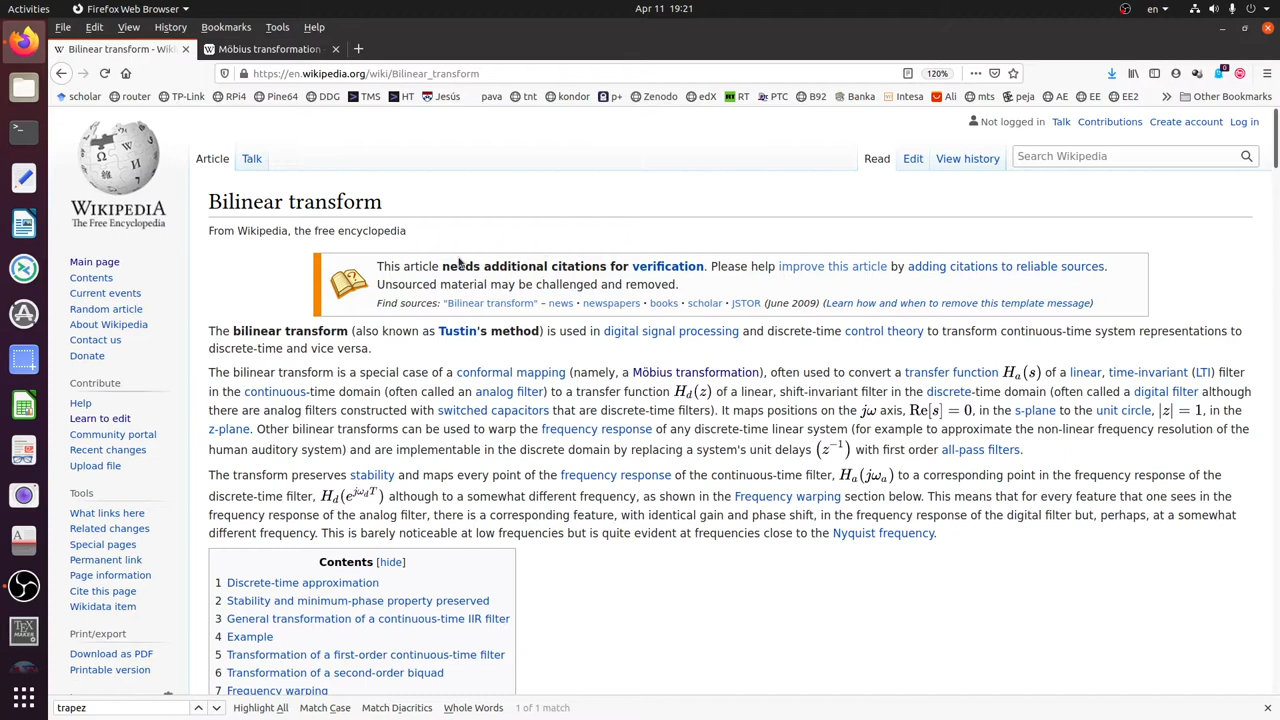 Activities
Firefox Web Browser
Apr 11 19:21
en
File Edit View History Bookmarks Tools Help
Bilinear transform - Wiki
Möbius transformation -
https://en.wikipedia.org/wiki/Bilinear_transform
120%
scholar router TP-Link RPi4 Pine64 DDG TMS HT Jesús pava tnt kondor p+ Zenodo edX RT PTC B92 Banka Intesa Ali mts peja AE EE EE2 Other Bookmarks
Not logged in Talk Contributions Create account Log in
Article Talk Read Edit View history Search Wikipedia
WIKIPEDIA
The Free Encyclopedia
Main page
Contents
Current events
Random article
About Wikipedia
Contact us
Donate
Contribute
Help
Learn to edit
Community portal
Recent changes
Upload file
Tools
What links here
Related changes
Special pages
Permanent link
Page information
Cite this page
Wikidata item
Print/export
Download as PDF
Printable version
Bilinear transform
From Wikipedia, the free encyclopedia
This article needs additional citations for verification. Please help improve this article by adding citations to reliable sources.
Unsourced material may be challenged and removed.
Find sources: "Bilinear transform" – news · newspapers · books · scholar · JSTOR (June 2009) (Learn how and when to remove this template message)
The bilinear transform (also known as Tustin's method) is used in digital signal processing and discrete-time control theory to transform continuous-time system representations to
discrete-time and vice versa.
The bilinear transform is a special case of a conformal mapping (namely, a Möbius transformation), often used to convert a transfer function Hₐ(s) of a linear, time-invariant (LTI) filter
in the continuous-time domain (often called an analog filter) to a transfer function H_d(z) of a linear, shift-invariant filter in the discrete-time domain (often called a digital filter although
there are analog filters constructed with switched capacitors that are discrete-time filters). It maps positions on the jω axis, Re[s] = 0, in the s-plane to the unit circle, |z| = 1, in the
z-plane. Other bilinear transforms can be used to warp the frequency response of any discrete-time linear system (for example to approximate the non-linear frequency resolution of the
human auditory system) and are implementable in the discrete domain by replacing a system's unit delays (z⁻¹) with first order all-pass filters.
The transform preserves stability and maps every point of the frequency response of the continuous-time filter, Hₐ(jωₐ) to a corresponding point in the frequency response of the
discrete-time filter, H_d(e^{jω_d T}) although to a somewhat different frequency, as shown in the Frequency warping section below. This means that for every feature that one sees in the
frequency response of the analog filter, there is a corresponding feature, with identical gain and phase shift, in the frequency response of the digital filter but, perhaps, at a somewhat
different frequency. This is barely noticeable at low frequencies but is quite evident at frequencies close to the Nyquist frequency.
Contents [hide]
1 Discrete-time approximation
2 Stability and minimum-phase property preserved
3 General transformation of a continuous-time IIR filter
4 Example
5 Transformation of a first-order continuous-time filter
6 Transformation of a second-order biquad
7 Frequency warping
trapez
Highlight All Match Case Match Diacritics Whole Words 1 of 1 match